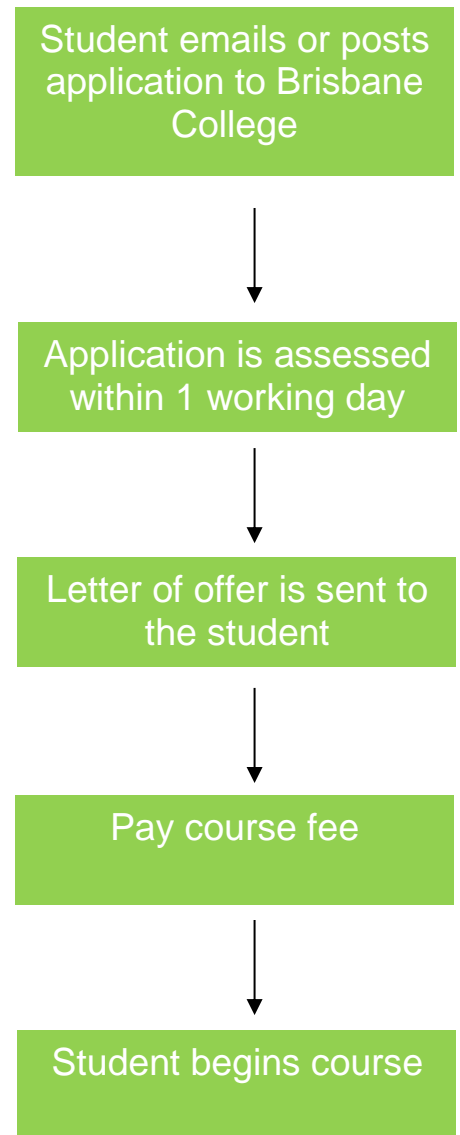 Student emails or posts
application to Brisbane
College
Application is assessed
within 1 working day
Letter of offer is sent to
the student
Pay course fee
Student begins course